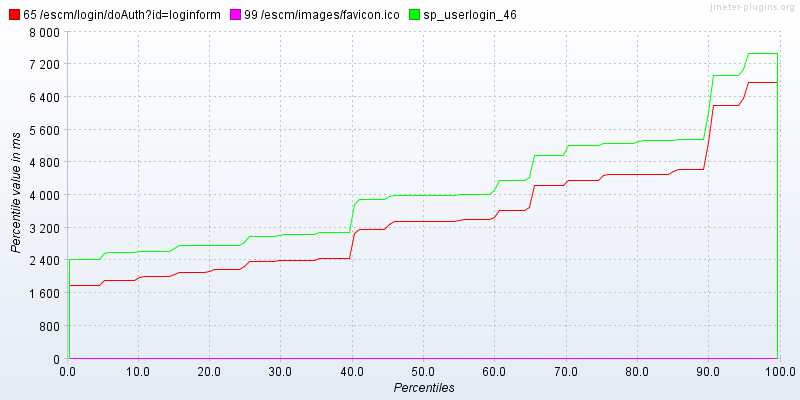 jmeter-plugins.org
65 /escm/login/doAuth?id=loginform 99 /escm/images/favicon.ico sp_userlogin_46
8 000
7 200
6 400
5 600
4 800
4 000
3 200
2 400
1 600
800
0
Percentile value in ms
0.0 10.0 20.0 30.0 40.0 50.0 60.0 70.0 80.0 90.0 100.0
Percentiles